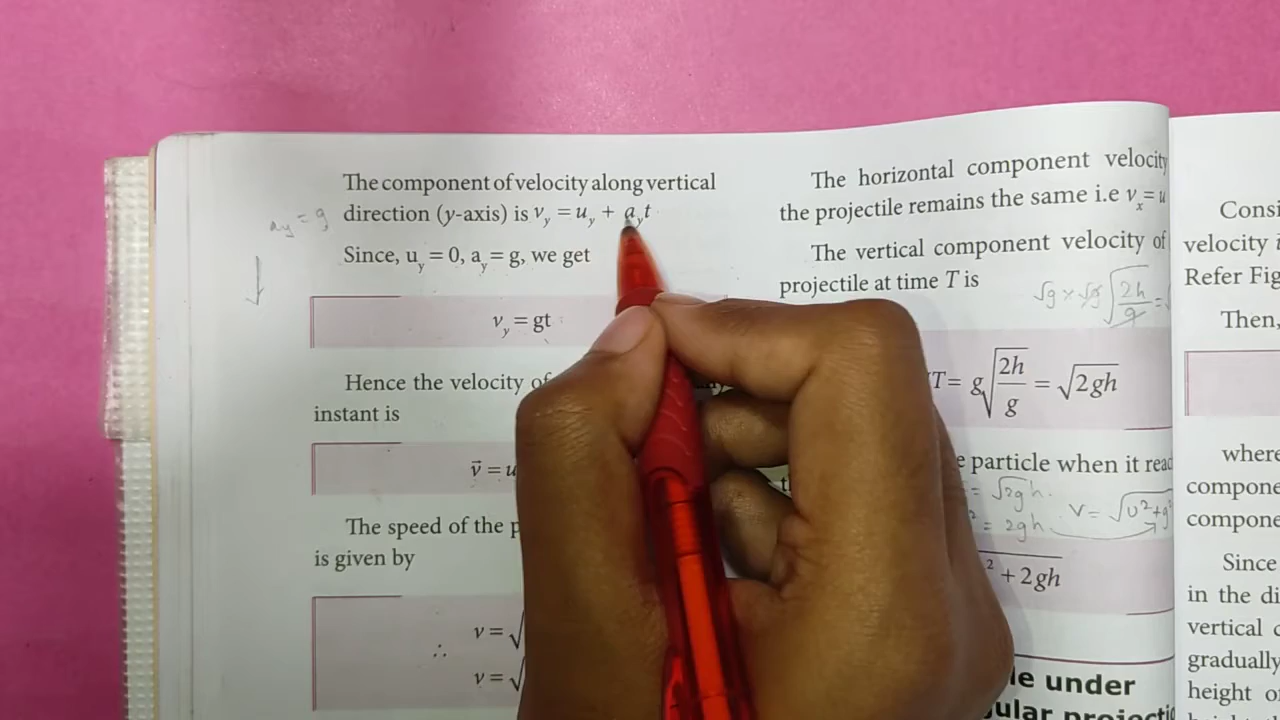 The component of velocity along vertical
direction (y-axis) is vy = uy + ayt
ay = g
Since, uy = 0, ay = g, we get
vy = gt
Hence the velocity of
instant is
v⃗ = u
The speed of the p
is given by
v = √
∴
v = √
The horizontal component velocity
the projectile remains the same i.e vx = u
The vertical component velocity of
projectile at time T is
√g × √g √2h/g =
T = g√2h/g = √2gh
e particle when it reac
= √2gh.
² = 2gh
v = √u²+g
² + 2gh
le under
ular projectio
Consi
velocity i
Refer Fig
Then,
where
compone
compone
Since
in the di
vertical c
gradually
height o